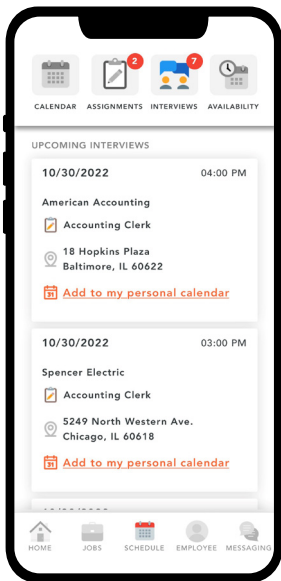 2
7
CALENDAR ASSIGNMENTS INTERVIEWS AVAILABILITY
UPCOMING INTERVIEWS
10/30/2022 04:00 PM
American Accounting
Accounting Clerk
18 Hopkins Plaza
Baltimore, IL 60622
31 Add to my personal calendar
10/30/2022 03:00 PM
Spencer Electric
Accounting Clerk
5249 North Western Ave.
Chicago, IL 60618
31 Add to my personal calendar
HOME JOBS SCHEDULE EMPLOYEE MESSAGING